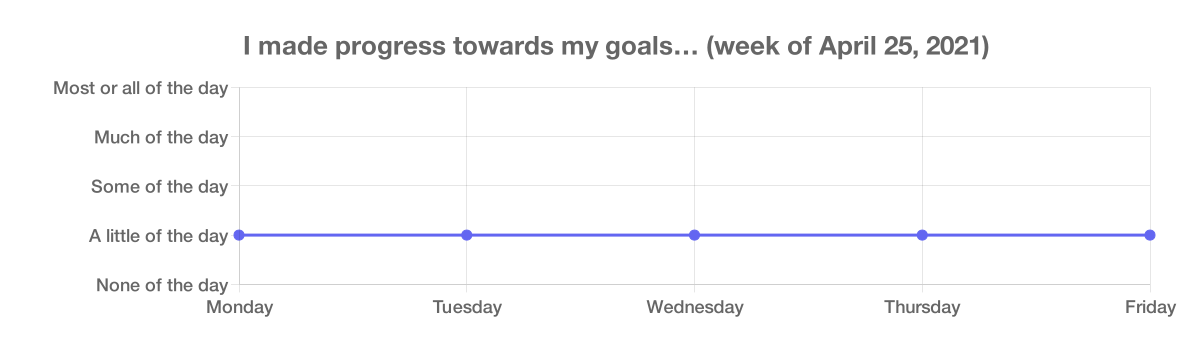 I made progress towards my goals... (week of April 25, 2021)
Most or all of the day
Much of the day
Some of the day
A little of the day
None of the day
Monday Tuesday Wednesday Thursday Friday